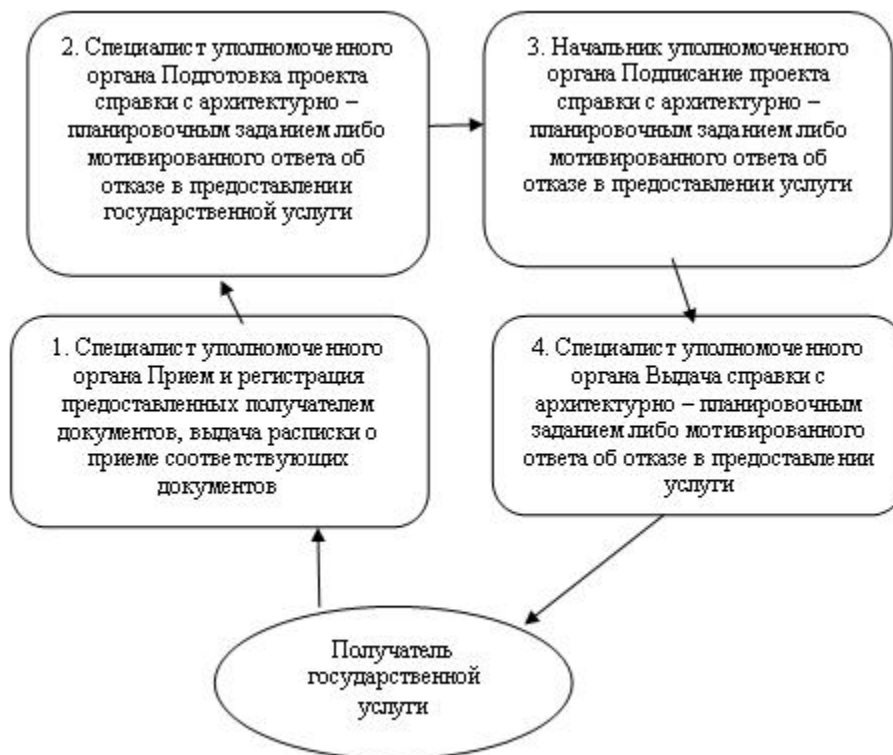 2. Специалист уполномоченного
органа Подготовка проекта
справки с архитектурно –
планировочным заданием либо
мотивированного ответа об
отказе в предоставлении
государственной услуги
3. Начальник уполномоченного
органа Подписание проекта
справки с архитектурно –
планировочным заданием либо
мотивированного ответа об
отказе в предоставлении услуги
1. Специалист уполномоченного
органа Прием и регистрация
предоставленных получателем
документов, выдача расписки о
приеме соответствующих
документов
4. Специалист уполномоченного
органа Выдача справки с
архитектурно – планировочным
заданием либо мотивированного
ответа об отказе в предоставлении
услуги
Получатель
государственной
услуги